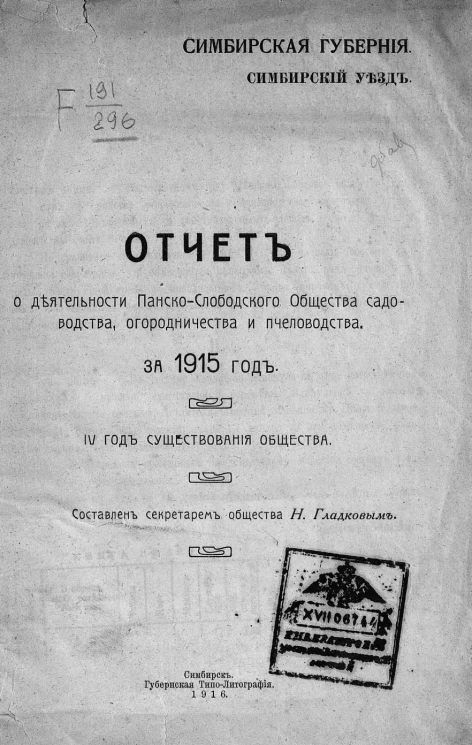 СИМБИРСКАЯ ГУБЕРНІЯ.
СИМБИРСКІЙ УѢЗДЪ.
F 191
296
ОТЧЕТЪ
о дѣятельности Панско-Слободского Общества садо-
водства, огородничества и пчеловодства.
ЗА 1915 ГОДЪ.
IV ГОДЪ СУЩЕСТВОВАНІЯ ОБЩЕСТВА.
Составленъ секретаремъ общества Н. Гладковымъ.
XVII
Симбирскъ.
Губернская Типо-Литографія.
1916.